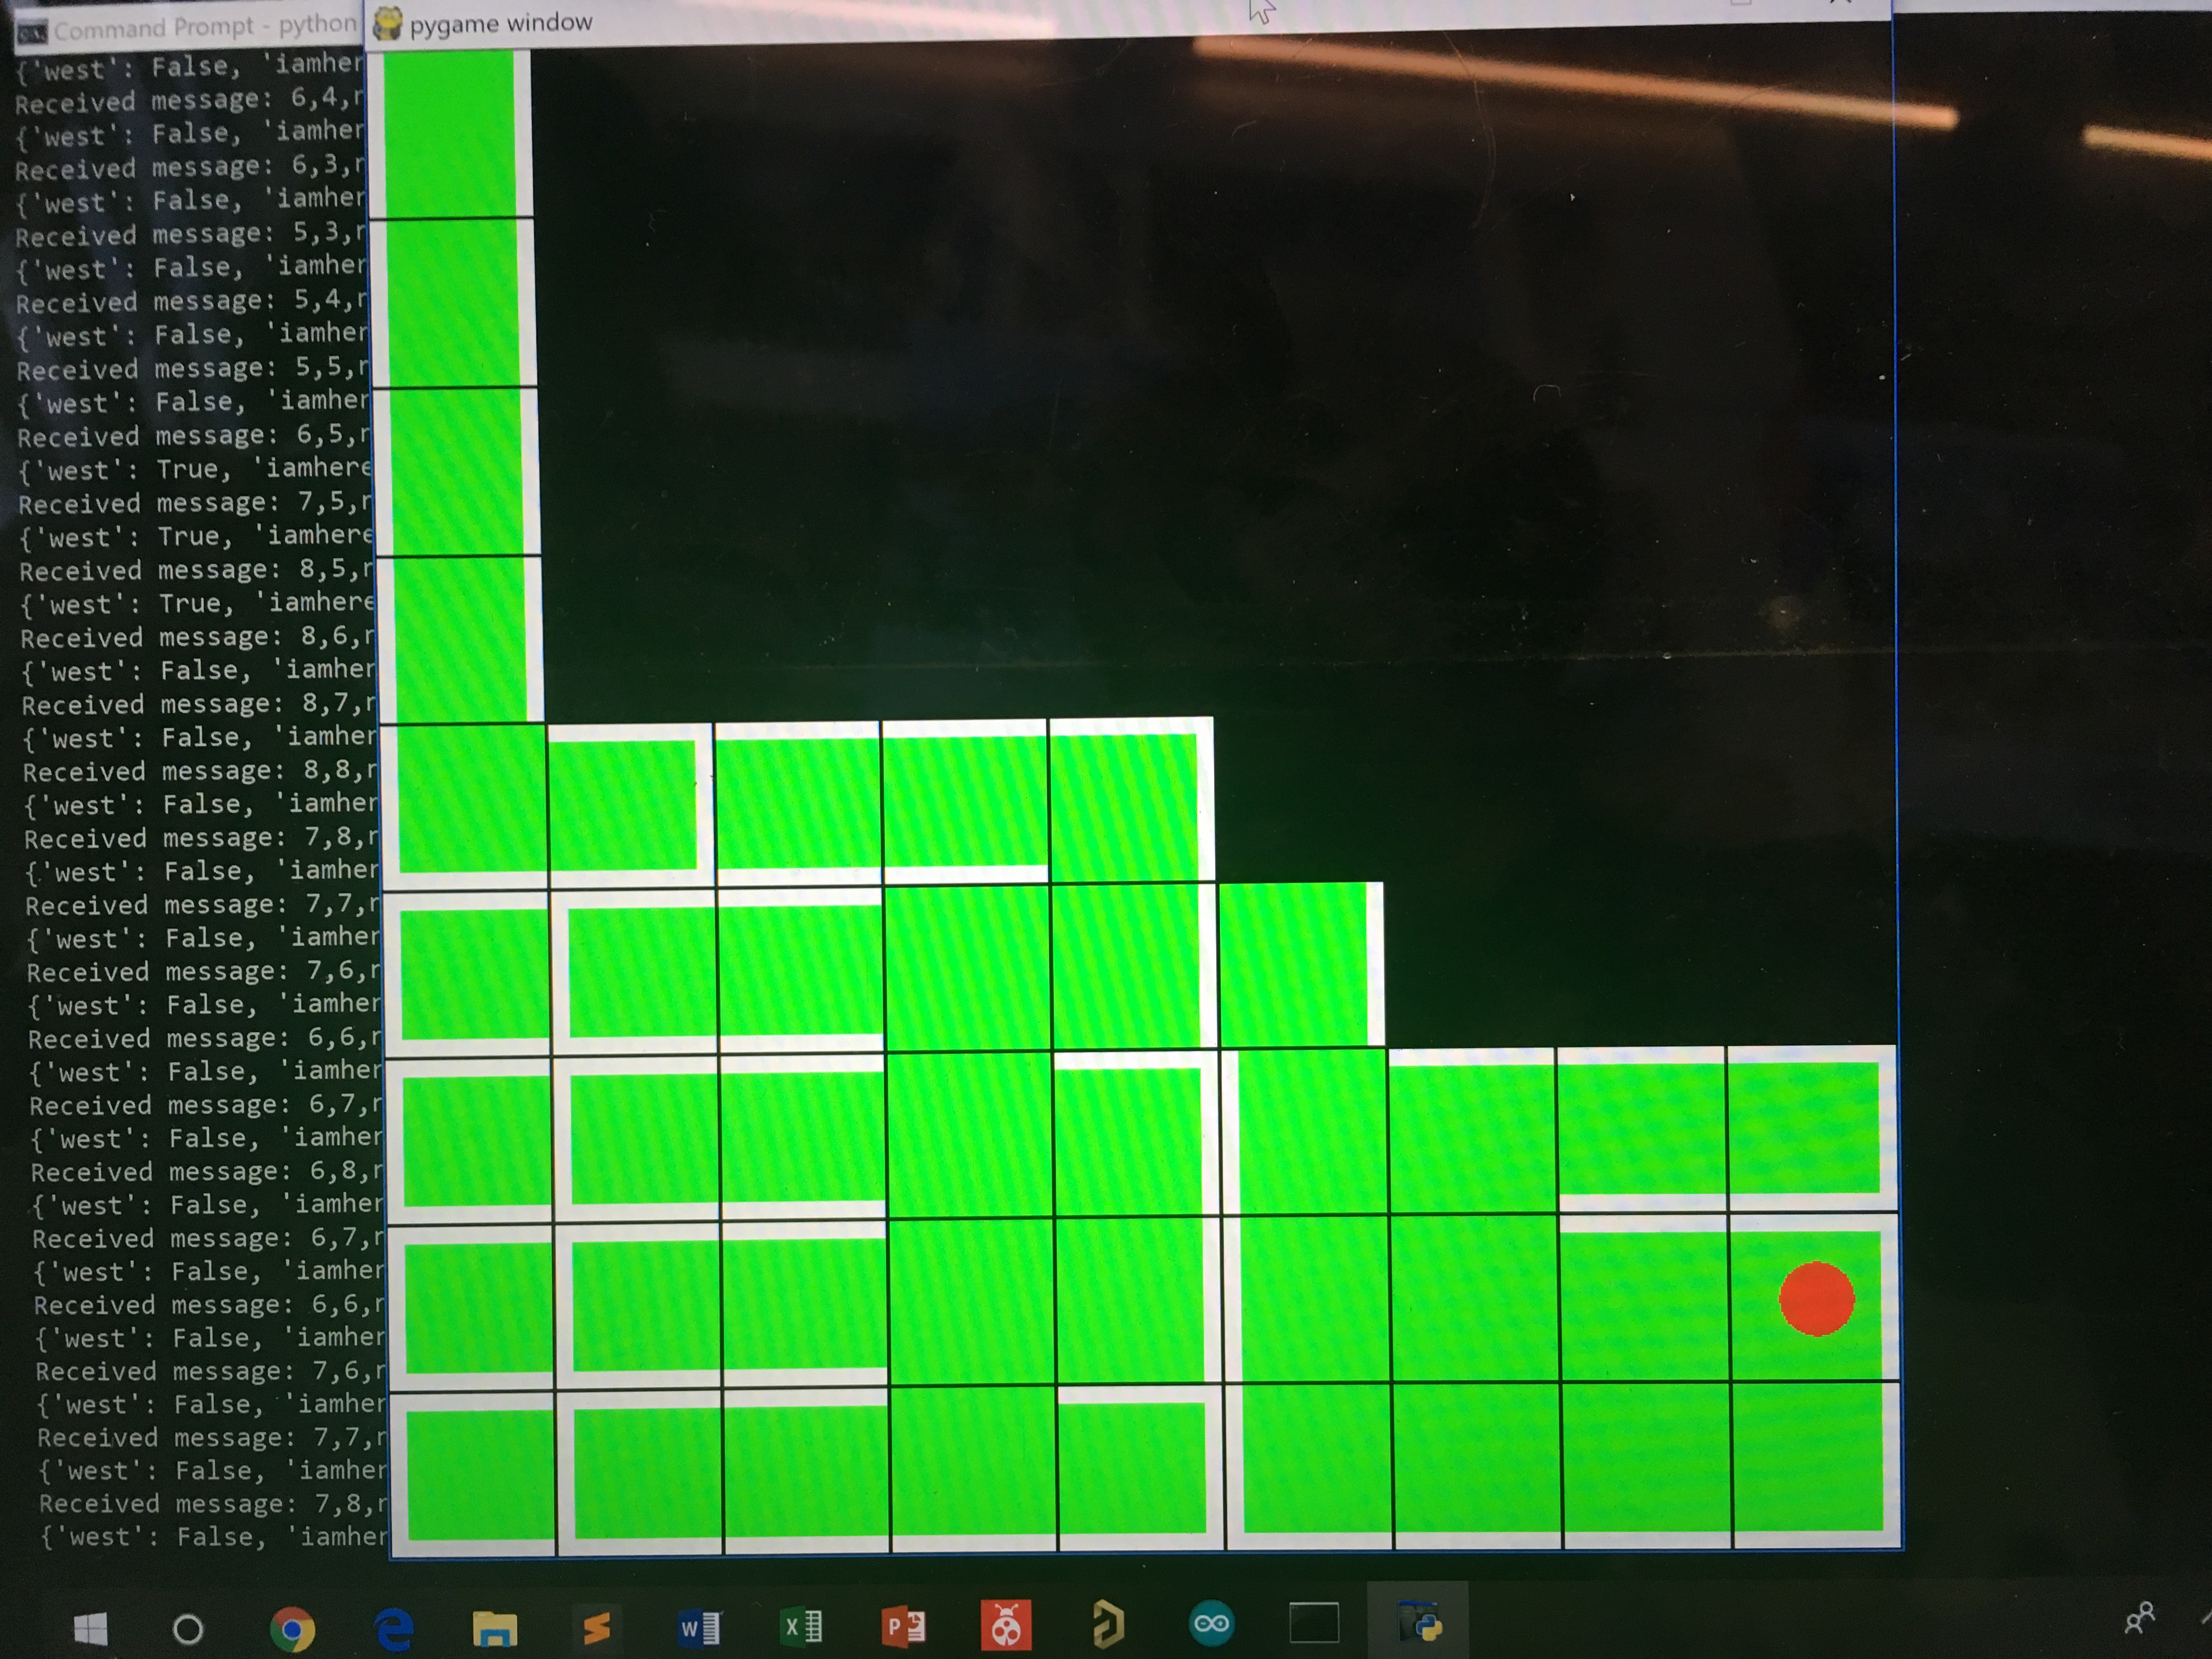 Command Prompt - python
pygame window
{'west': False, 'iamher
Received message: 6,4,r
{'west': False, 'iamher
Received message: 6,3,r
{'west': False, 'iamher
Received message: 5,3,r
{'west': False, 'iamher
Received message: 5,4,r
{'west': False, 'iamher
Received message: 5,5,r
{'west': False, 'iamher
Received message: 6,5,r
{'west': True, 'iamhere
Received message: 7,5,r
{'west': True, 'iamhere
Received message: 8,5,r
{'west': True, 'iamhere
Received message: 8,6,r
{'west': False, 'iamher
Received message: 8,7,r
{'west': False, 'iamher
Received message: 8,8,r
{'west': False, 'iamher
Received message: 7,8,r
{'west': False, 'iamher
Received message: 7,7,r
{'west': False, 'iamher
Received message: 7,6,r
{'west': False, 'iamher
Received message: 6,6,r
{'west': False, 'iamher
Received message: 6,7,r
{'west': False, 'iamher
Received message: 6,8,r
{'west': False, 'iamher
Received message: 6,7,r
{'west': False, 'iamher
Received message: 6,6,r
{'west': False, 'iamher
Received message: 7,6,r
{'west': False, 'iamher
Received message: 7,7,r
{'west': False, 'iamher
Received message: 7,8,r
{'west': False, 'iamher